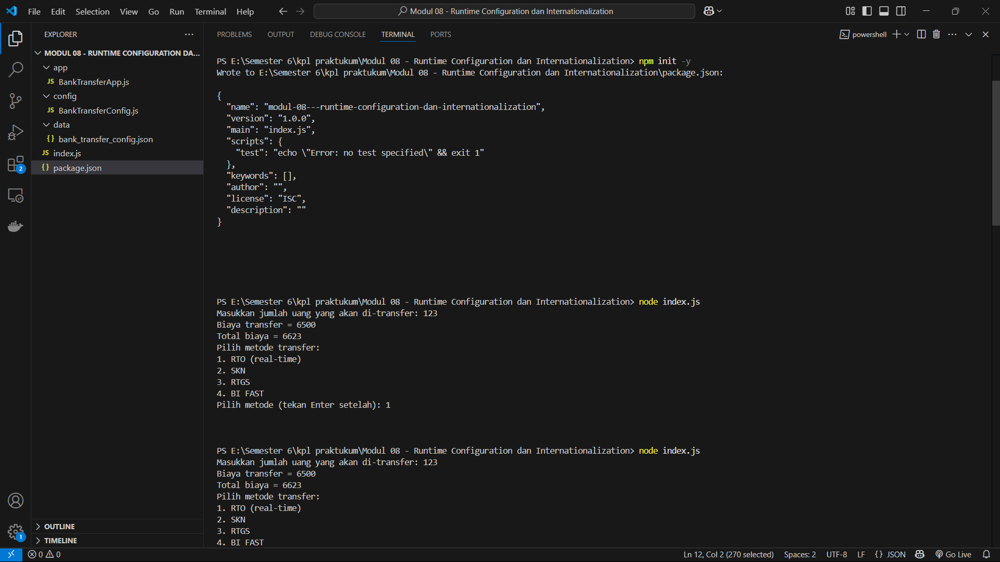 File Edit Selection View Go Run Terminal Help
Modul 08 - Runtime Configuration dan Internationalization
EXPLORER
MODUL 08 - RUNTIME CONFIGURATION DA...
app
JS BankTransferApp.js
config
JS BankTransferConfig.js
data
{} bank_transfer_config.json
JS index.js
{} package.json
2
OUTLINE
TIMELINE
1
PROBLEMS OUTPUT DEBUG CONSOLE TERMINAL PORTS
powershell
PS E:\Semester 6\kpl praktukum\Modul 08 - Runtime Configuration dan Internationalization> npm init -y
Wrote to E:\Semester 6\kpl praktukum\Modul 08 - Runtime Configuration dan Internationalization\package.json:
{
"name": "modul-08---runtime-configuration-dan-internationalization",
"version": "1.0.0",
"main": "index.js",
"scripts": {
"test": "echo \"Error: no test specified\" && exit 1"
},
"keywords": [],
"author": "",
"license": "ISC",
"description": ""
}
PS E:\Semester 6\kpl praktukum\Modul 08 - Runtime Configuration dan Internationalization> node index.js
Masukkan jumlah uang yang akan di-transfer: 123
Biaya transfer = 6500
Total biaya = 6623
Pilih metode transfer:
1. RTO (real-time)
2. SKN
3. RTGS
4. BI FAST
Pilih metode (tekan Enter setelah): 1
PS E:\Semester 6\kpl praktukum\Modul 08 - Runtime Configuration dan Internationalization> node index.js
Masukkan jumlah uang yang akan di-transfer: 123
Biaya transfer = 6500
Total biaya = 6623
Pilih metode transfer:
1. RTO (real-time)
2. SKN
3. RTGS
4. BI FAST
0 0
Ln 12, Col 2 (270 selected) Spaces: 2 UTF-8 LF {} JSON Go Live